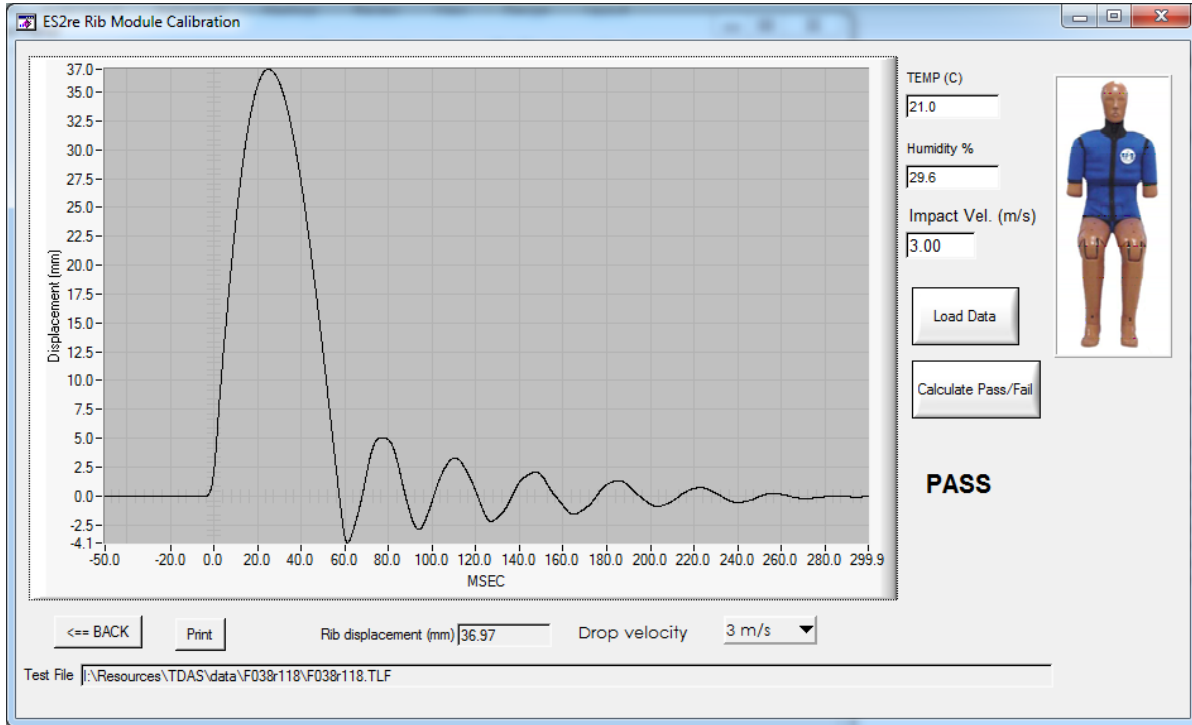 ES2re Rib Module Calibration
37.0
35.0
32.5
30.0
27.5
25.0
22.5
20.0
17.5
15.0
12.5
10.0
7.5
5.0
2.5
0.0
-2.5
-4.1
Displacement (mm)
-50.0 -20.0 0.0 20.0 40.0 60.0 80.0 100.0 120.0 140.0 160.0 180.0 200.0 220.0 240.0 260.0 280.0 299.9
MSEC
TEMP (C)
21.0
Humidity %
29.6
Impact Vel. (m/s)
3.00
Load Data
Calculate Pass/Fail
PASS
<== BACK
Print
Rib displacement (mm) 36.97
Drop velocity
3 m/s
Test File I:\Resources\TDAS\data\F038r118\F038r118.TLF